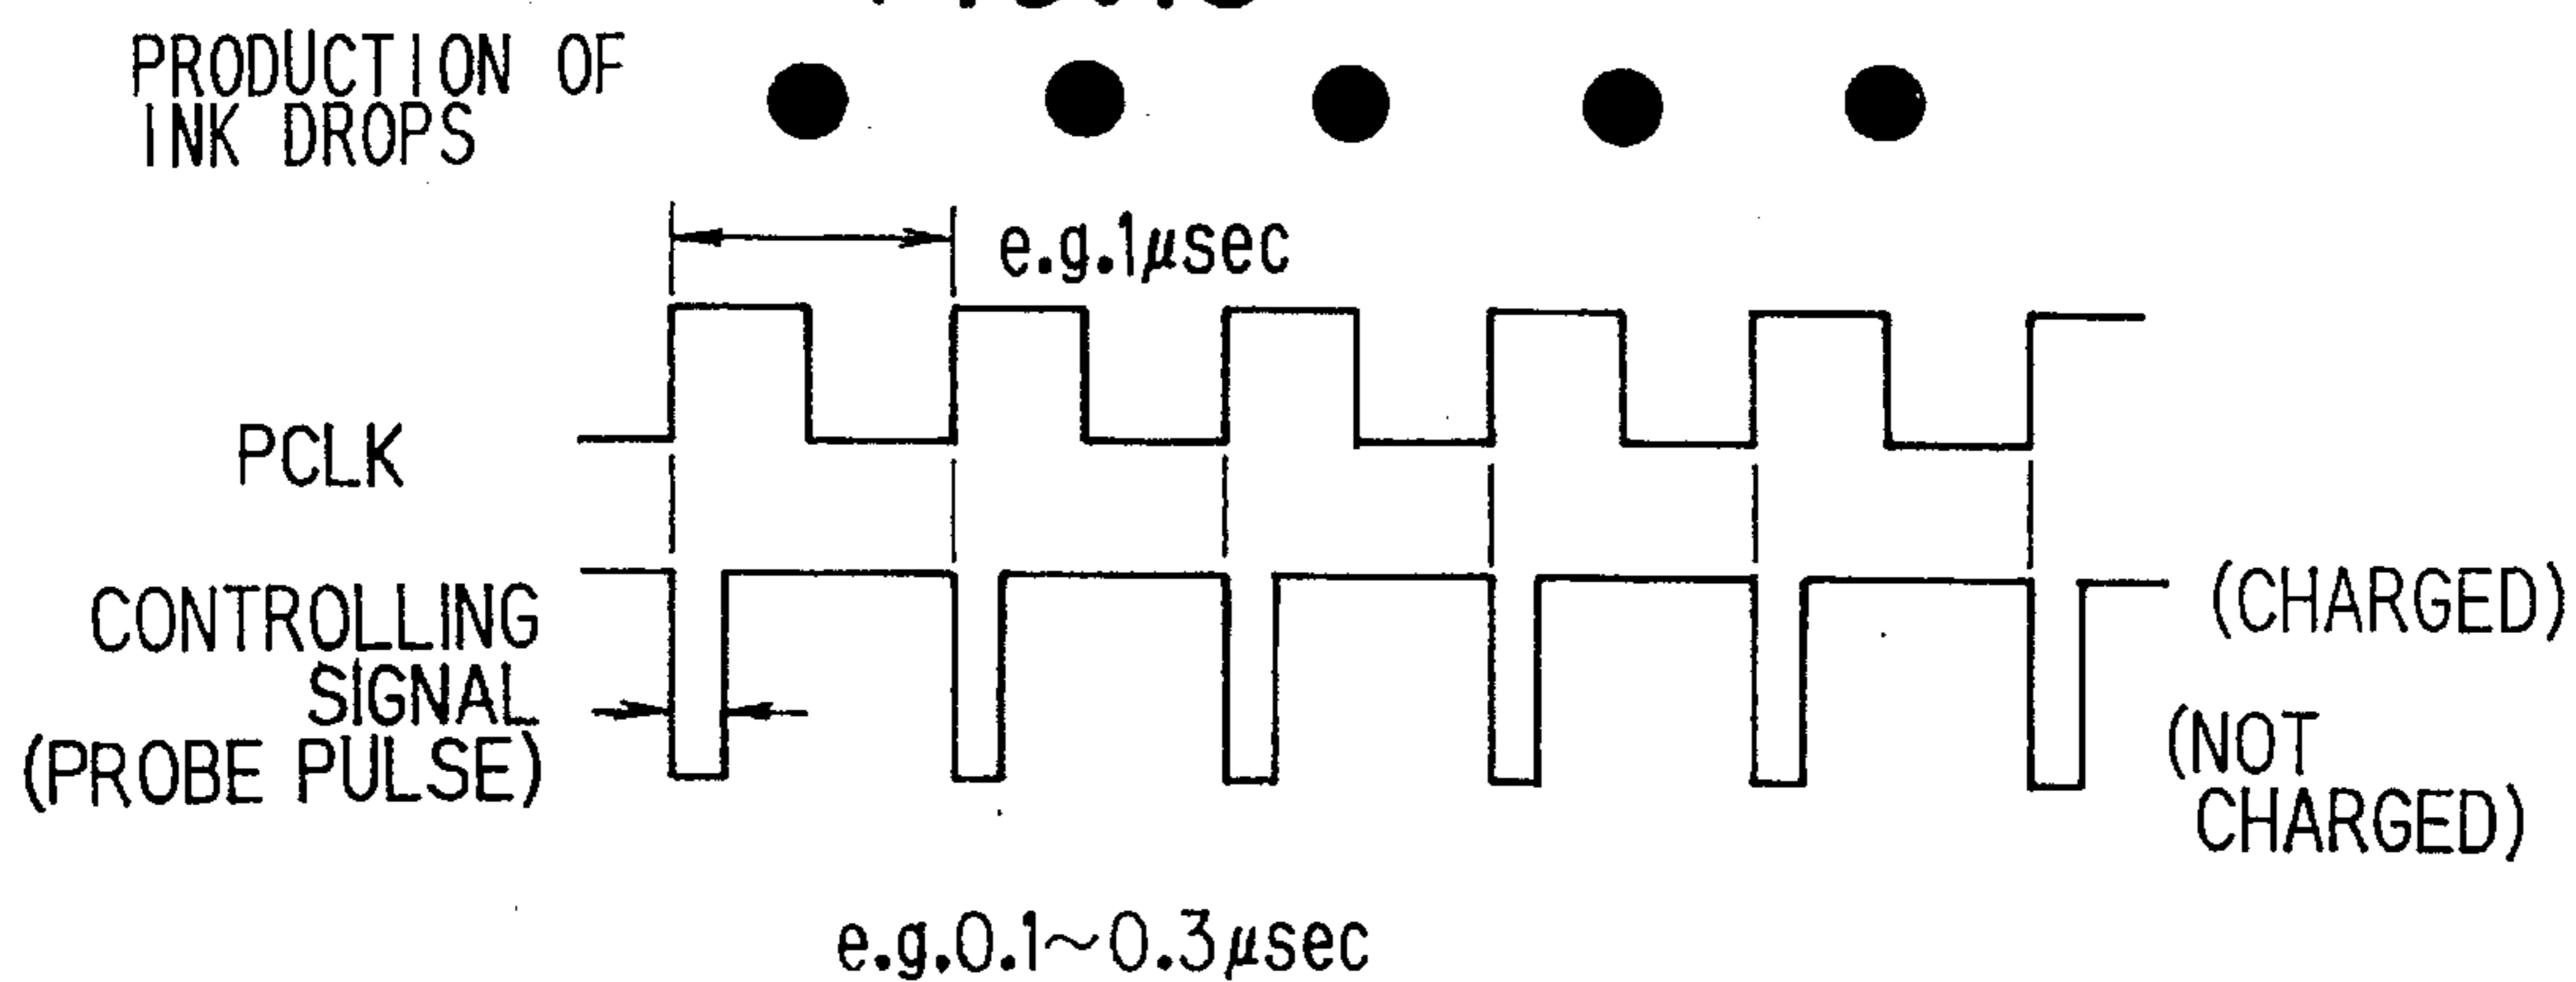 PRODUCTION OF
INK DROPS
e.g.1μsec
PCLK
CONTROLLING
SIGNAL
(PROBE PULSE)
(CHARGED)
(NOT
CHARGED)
e.g.0.1~0.3μsec